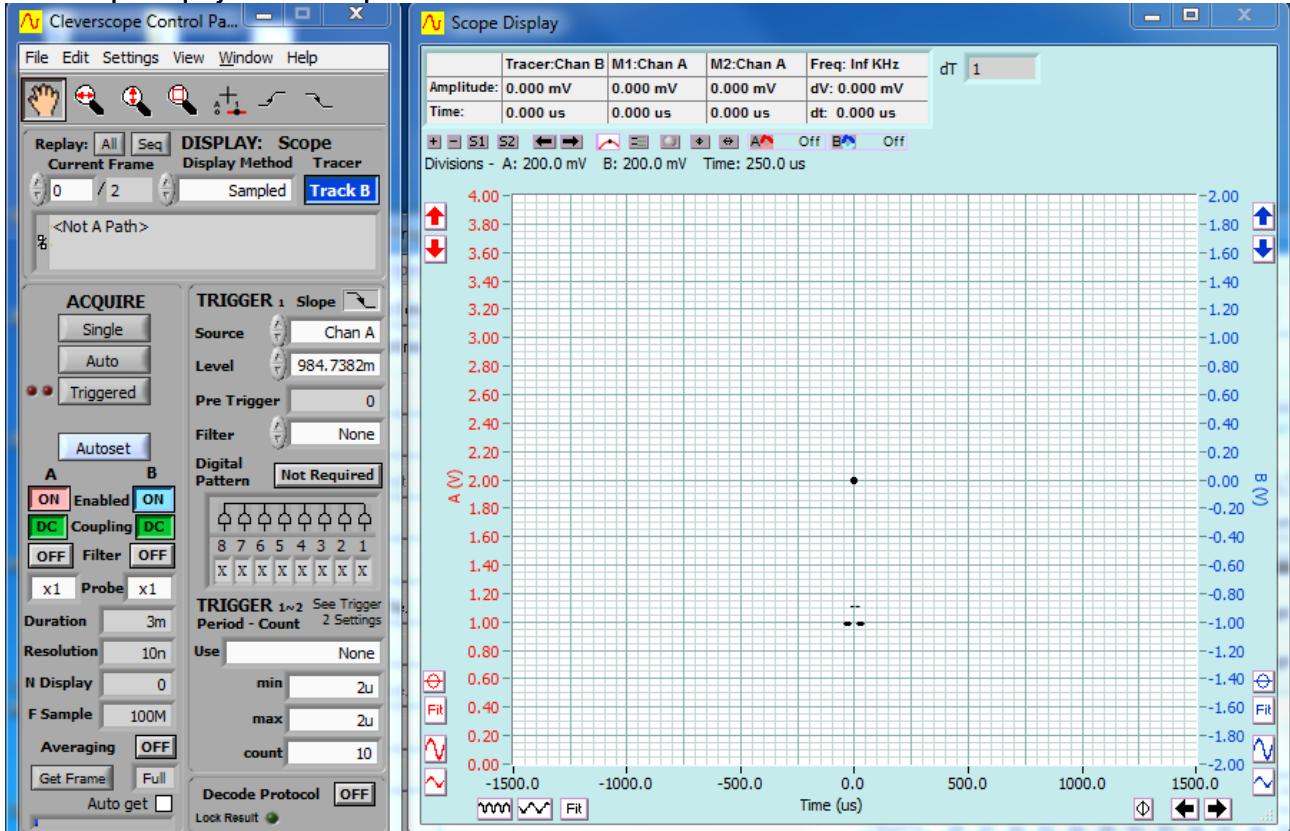 Cleverscope Control Pa...
File Edit Settings View Window Help
Replay: All Seq DISPLAY: Scope
Current Frame Display Method Tracer
0 / 2 Sampled Track B
<Not A Path>
ACQUIRE
Single
Auto
Triggered
Autoset
A B
ON Enabled ON
DC Coupling DC
OFF Filter OFF
x1 Probe x1
Duration 3m
Resolution 10n
N Display 0
F Sample 100M
Averaging OFF
Get Frame Full
Auto get
TRIGGER 1 Slope
Source Chan A
Level 984.7382m
Pre Trigger 0
Filter None
Digital
Pattern Not Required
8 7 6 5 4 3 2 1
X X X X X X X X
TRIGGER 1~2 See Trigger
Period - Count 2 Settings
Use None
min 2u
max 2u
count 10
Decode Protocol OFF
Lock Result
Scope Display
Tracer:Chan B M1:Chan A M2:Chan A Freq: Inf KHz
Amplitude: 0.000 mV 0.000 mV 0.000 mV dV: 0.000 mV
Time: 0.000 us 0.000 us 0.000 us dt: 0.000 us
dT 1
+ - S1 S2 A Off B Off
Divisions - A: 200.0 mV B: 200.0 mV Time: 250.0 us
4.00 2.00
3.80 1.80
3.60 1.60
3.40 1.40
3.20 1.20
3.00 1.00
2.80 0.80
2.60 0.60
2.40 0.40
2.20 0.20
2.00 0.00
A (V) B (V)
1.80 -0.20
1.60 -0.40
1.40 -0.60
1.20 -0.80
1.00 -1.00
0.80 -1.20
0.60 -1.40
0.40 -1.60
Fit Fit
0.20 -1.80
0.00 -2.00
-1500.0 -1000.0 -500.0 0.0 500.0 1000.0 1500.0
Fit Time (us)